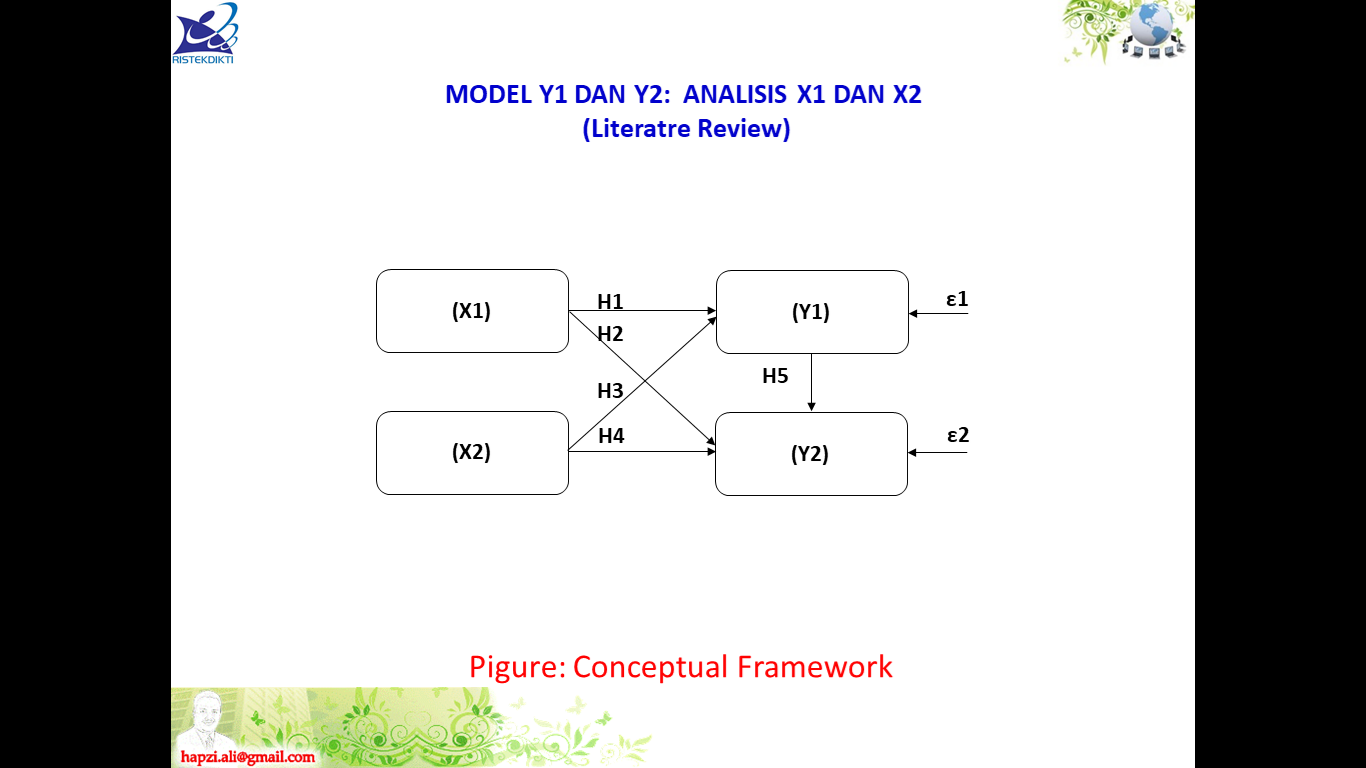 RISTEKDIKTI
MODEL Y1 DAN Y2: ANALISIS X1 DAN X2
(Literatre Review)
(X1)
H1
(Y1)
ε1
H2
H5
H3
H4
(X2)
(Y2)
ε2
Pigure: Conceptual Framework
hapzi.ali@gmail.com